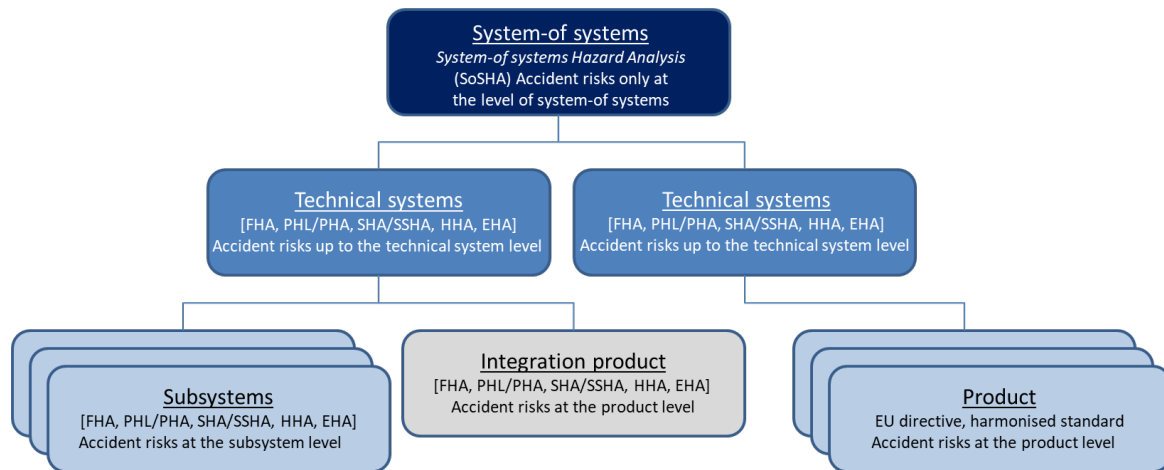 System-of systems
System-of systems Hazard Analysis
(SoSHA) Accident risks only at
the level of system-of systems
Technical systems
[FHA, PHL/PHA, SHA/SSHA, HHA, EHA]
Accident risks up to the technical system level
Technical systems
[FHA, PHL/PHA, SHA/SSHA, HHA, EHA]
Accident risks up to the technical system level
Subsystems
[FHA, PHL/PHA, SHA/SSHA, HHA, EHA]
Accident risks at the subsystem level
Integration product
[FHA, PHL/PHA, SHA/SSHA, HHA, EHA]
Accident risks at the product level
Product
EU directive, harmonised standard
Accident risks at the product level